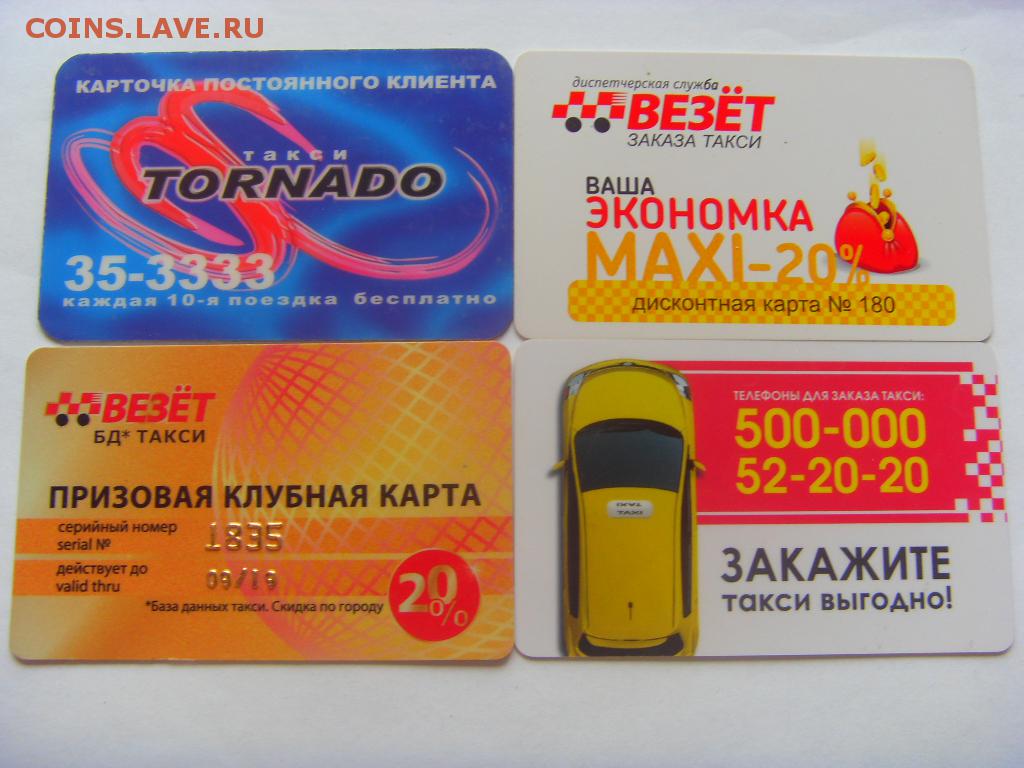 COINS.LAVE.РУ
КАРТОЧКА ПОСТОЯННОГО КЛИЕНТА
такси
TORNADO
35-3333
каждая 10-я поездка бесплатно
диспетчерская служба
ВЕЗЁТ
ЗАКАЗА ТАКСИ
ВАША
ЭКОНОМКА
MAXI-20%
дисконтная карта № 180
ВЕЗЁТ
БД* ТАКСИ
ПРИЗОВАЯ КЛУБНАЯ КАРТА
серийный номер
serial №
1835
действует до
valid thru
09/19
*База данных такси. Скидка по городу
20%
ТЕЛЕФОНЫ ДЛЯ ЗАКАЗА ТАКСИ:
500-000
52-20-20
TAXI
TAXI
ЗАКАЖИТЕ
такси выгодно!